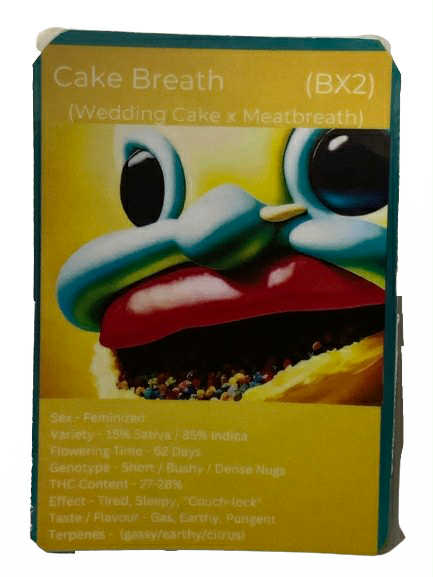 Cake Breath (BX2)
(Wedding Cake x Meatbreath)
Sex - Feminized
Variety - 15% Sativa / 85% Indica
Flowering Time - 62 Days
Genotype - Short / Bushy / Dense Nugs
THC Content - 27-28%
Effect - Tired, Sleepy, "Couch-lock"
Taste / Flavour - Gas, Earthy, Pungent
Terpenes - (gassy/earthy/citrus)